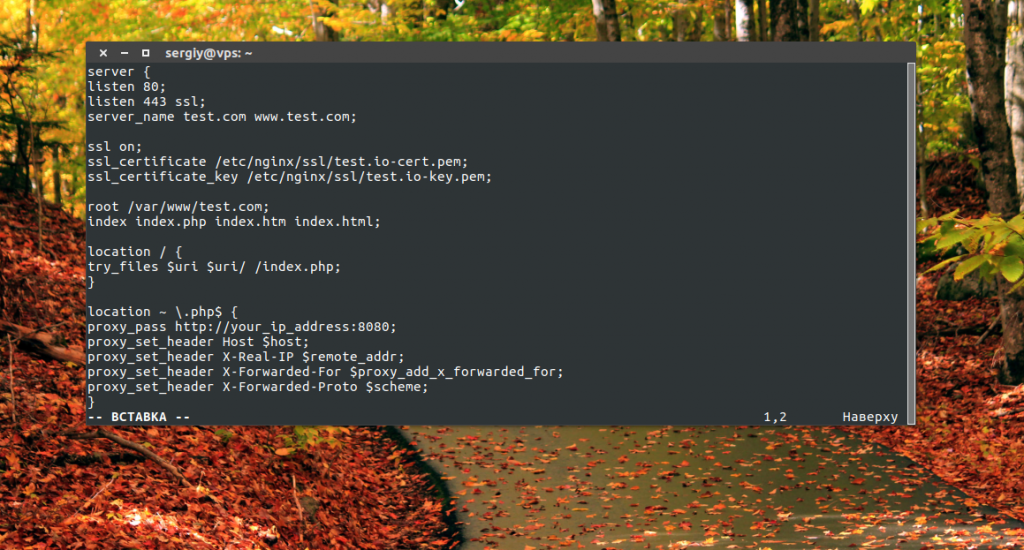 sergiy@vps: ~
server {
listen 80;
listen 443 ssl;
server_name test.com www.test.com;
ssl on;
ssl_certificate /etc/nginx/ssl/test.io-cert.pem;
ssl_certificate_key /etc/nginx/ssl/test.io-key.pem;
root /var/www/test.com;
index index.php index.htm index.html;
location / {
try_files $uri $uri/ /index.php;
}
location ~ \.php$ {
proxy_pass http://your_ip_address:8080;
proxy_set_header Host $host;
proxy_set_header X-Real-IP $remote_addr;
proxy_set_header X-Forwarded-For $proxy_add_x_forwarded_for;
proxy_set_header X-Forwarded-Proto $scheme;
}
-- ВСТАВКА -- 1,2 Наверху